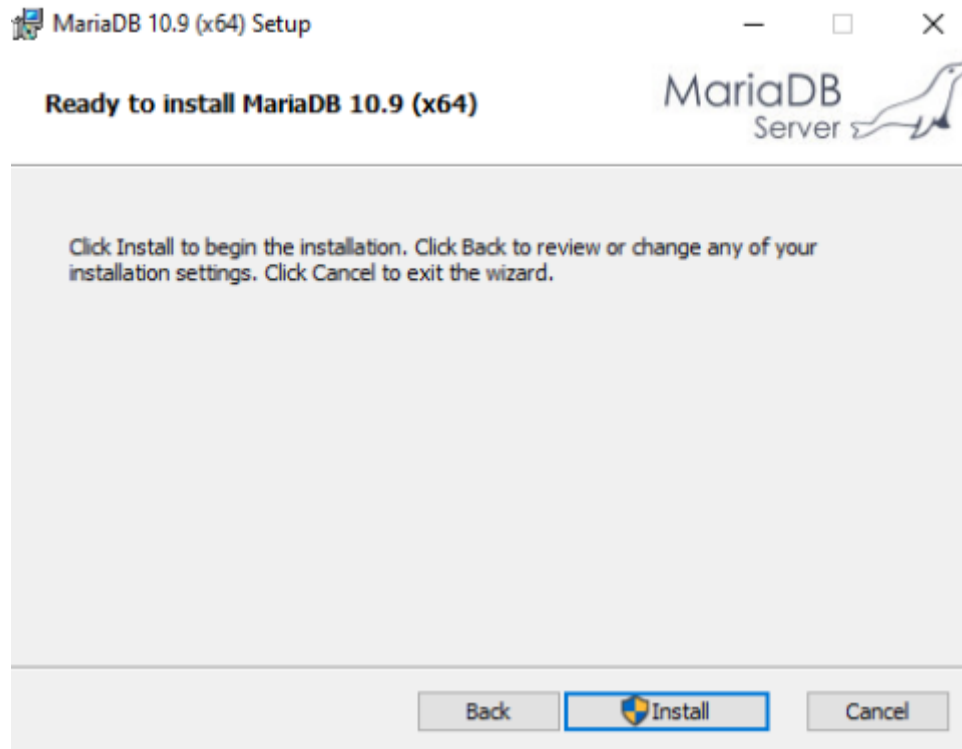 MariaDB 10.9 (x64) Setup
Ready to install MariaDB 10.9 (x64)
MariaDB
Server
Click Install to begin the installation. Click Back to review or change any of your
installation settings. Click Cancel to exit the wizard.
Back
Install
Cancel